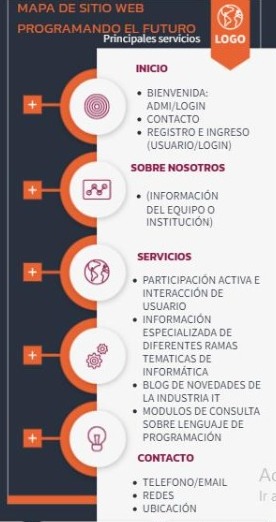 MAPA DE SITIO WEB
PROGRAMANDO EL FUTURO
Principales servicios
LOGO
INICIO
• BIENVENIDA:
ADMI/LOGIN
• CONTACTO
• REGISTRO E INGRESO
(USUARIO/LOGIN)
SOBRE NOSOTROS
• (INFORMACIÓN
DEL EQUIPO O
INSTITUCIÓN)
SERVICIOS
• PARTICIPACIÓN ACTIVA E
INTERACCIÓN DE
USUARIO
• INFORMACIÓN
ESPECIALIZADA DE
DIFERENTES RAMAS
TEMATICAS DE
INFORMÁTICA
• BLOG DE NOVEDADES DE
LA INDUSTRIA IT
• MODULOS DE CONSULTA
SOBRE LENGUAJE DE
PROGRAMACIÓN
CONTACTO
• TELEFONO/EMAIL
• REDES
• UBICACIÓN